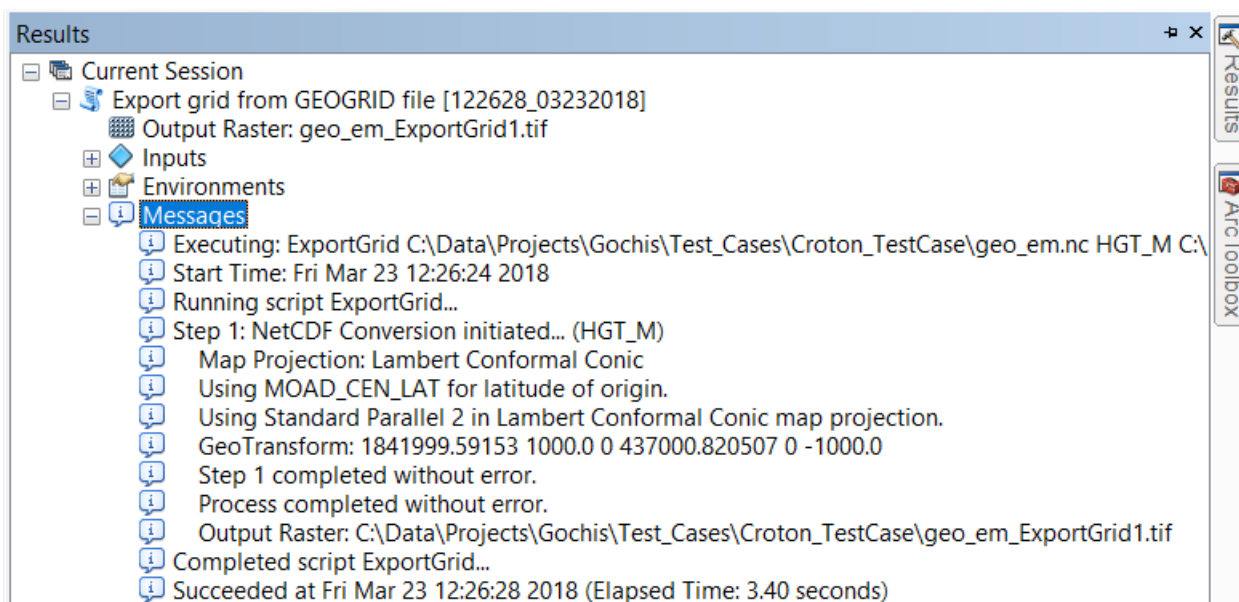 Results
Current Session
Export grid from GEOGRID file [122628_03232018]
Output Raster: geo_em_ExportGrid1.tif
Inputs
Environments
Messages
Executing: ExportGrid C:\Data\Projects\Gochis\Test_Cases\Croton_TestCase\geo_em.nc HGT_M C:\
Start Time: Fri Mar 23 12:26:24 2018
Running script ExportGrid...
Step 1: NetCDF Conversion initiated... (HGT_M)
Map Projection: Lambert Conformal Conic
Using MOAD_CEN_LAT for latitude of origin.
Using Standard Parallel 2 in Lambert Conformal Conic map projection.
GeoTransform: 1841999.59153 1000.0 0 437000.820507 0 -1000.0
Step 1 completed without error.
Process completed without error.
Output Raster: C:\Data\Projects\Gochis\Test_Cases\Croton_TestCase\geo_em_ExportGrid1.tif
Completed script ExportGrid...
Succeeded at Fri Mar 23 12:26:28 2018 (Elapsed Time: 3.40 seconds)
Results
ArcToolbox